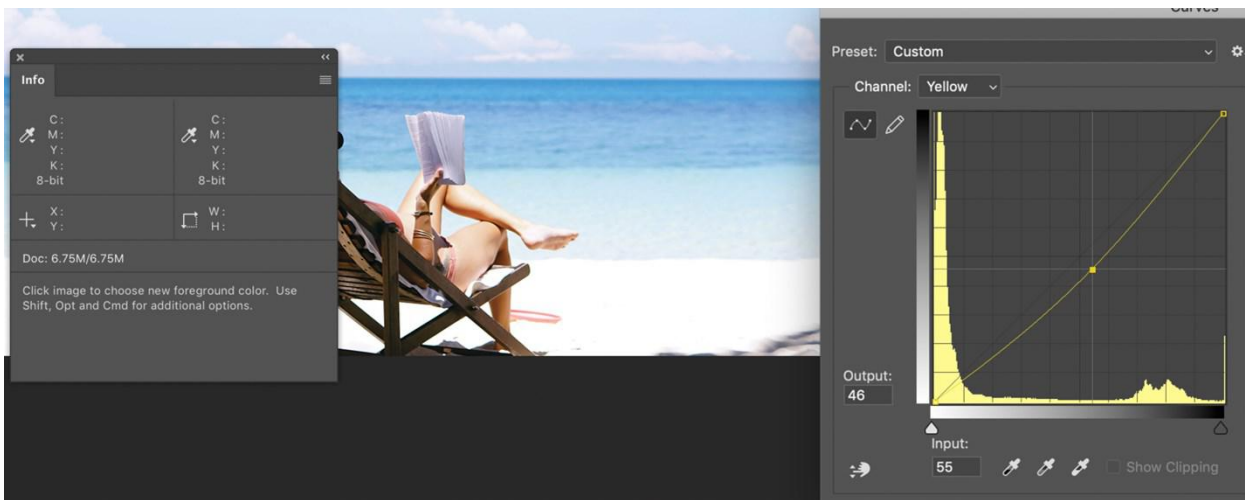 Curves
Info
C:
M:
Y:
K:
8-bit
C:
M:
Y:
K:
8-bit
X:
Y:
W:
H:
Doc: 6.75M/6.75M
Click image to choose new foreground color. Use
Shift, Opt and Cmd for additional options.
Preset: Custom
Channel: Yellow
Output:
46
Input:
55
Show Clipping